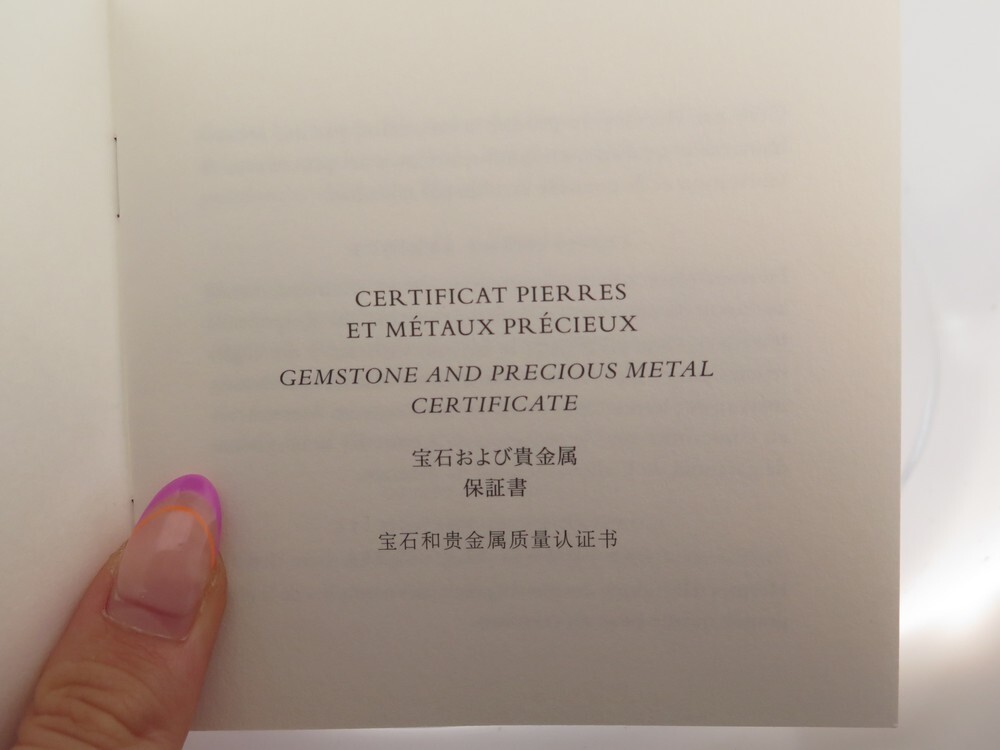 CERTIFICAT PIERRES
ET MÉTAUX PRÉCIEUX
GEMSTONE AND PRECIOUS METAL
CERTIFICATE
宝石および貴金属
保証書
宝石和贵金属质量认证书